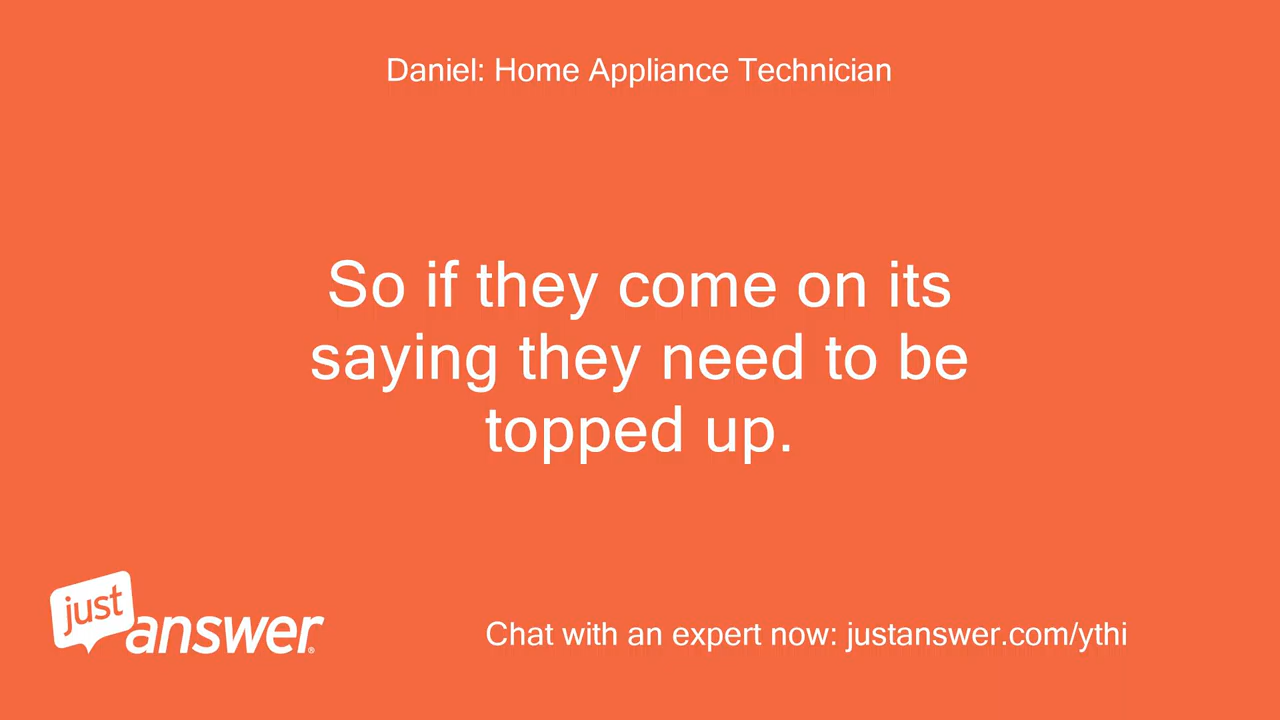 Daniel: Home Appliance Technician
So if they come on its
saying they need to be
topped up.
just
answer®
Chat with an expert now: justanswer.com/ythi